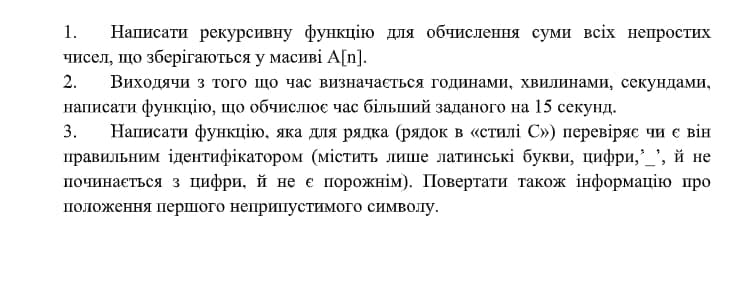 1. Написати рекурсивну функцію для обчислення суми всіх непростих
чисел, що зберігаються у масиві A[n].
2. Виходячи з того що час визначається годинами, хвилинами, секундами,
написати функцію, що обчислює час більший заданого на 15 секунд.
3. Написати функцію, яка для рядка (рядок в «стилі С») перевіряє чи є він
правильним ідентифікатором (містить лише латинські букви, цифри,’_’, й не
починається з цифри, й не є порожнім). Повертати також інформацію про
положення першого неприпустимого символу.